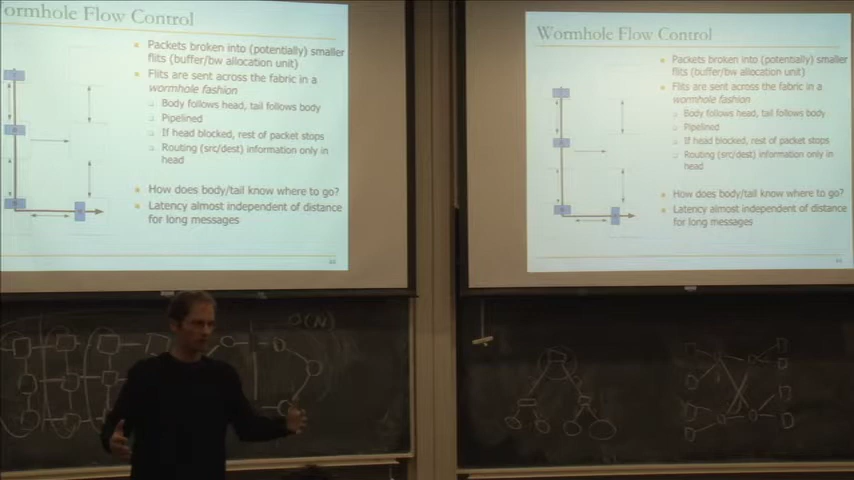 ormhole Flow Control
Packets broken into (potentially) smaller
flits (buffer/bw allocation unit)
Flits are sent across the fabric in a
wormhole fashion
Body follows head, tail follows body
Pipelined
If head blocked, rest of packet stops
Routing (src/dest) information only in
head
How does body/tail know where to go?
Latency almost independent of distance
for long messages
Wormhole Flow Control
Packets broken into (potentially) smaller
flits (buffer/bw allocation unit)
Flits are sent across the fabric in a
wormhole fashion
Body follows head, tail follows body
Pipelined
If head blocked, rest of packet stops
Routing (src/dest) information only in
head
How does body/tail know where to go?
Latency almost independent of distance
for long messages
O(N)